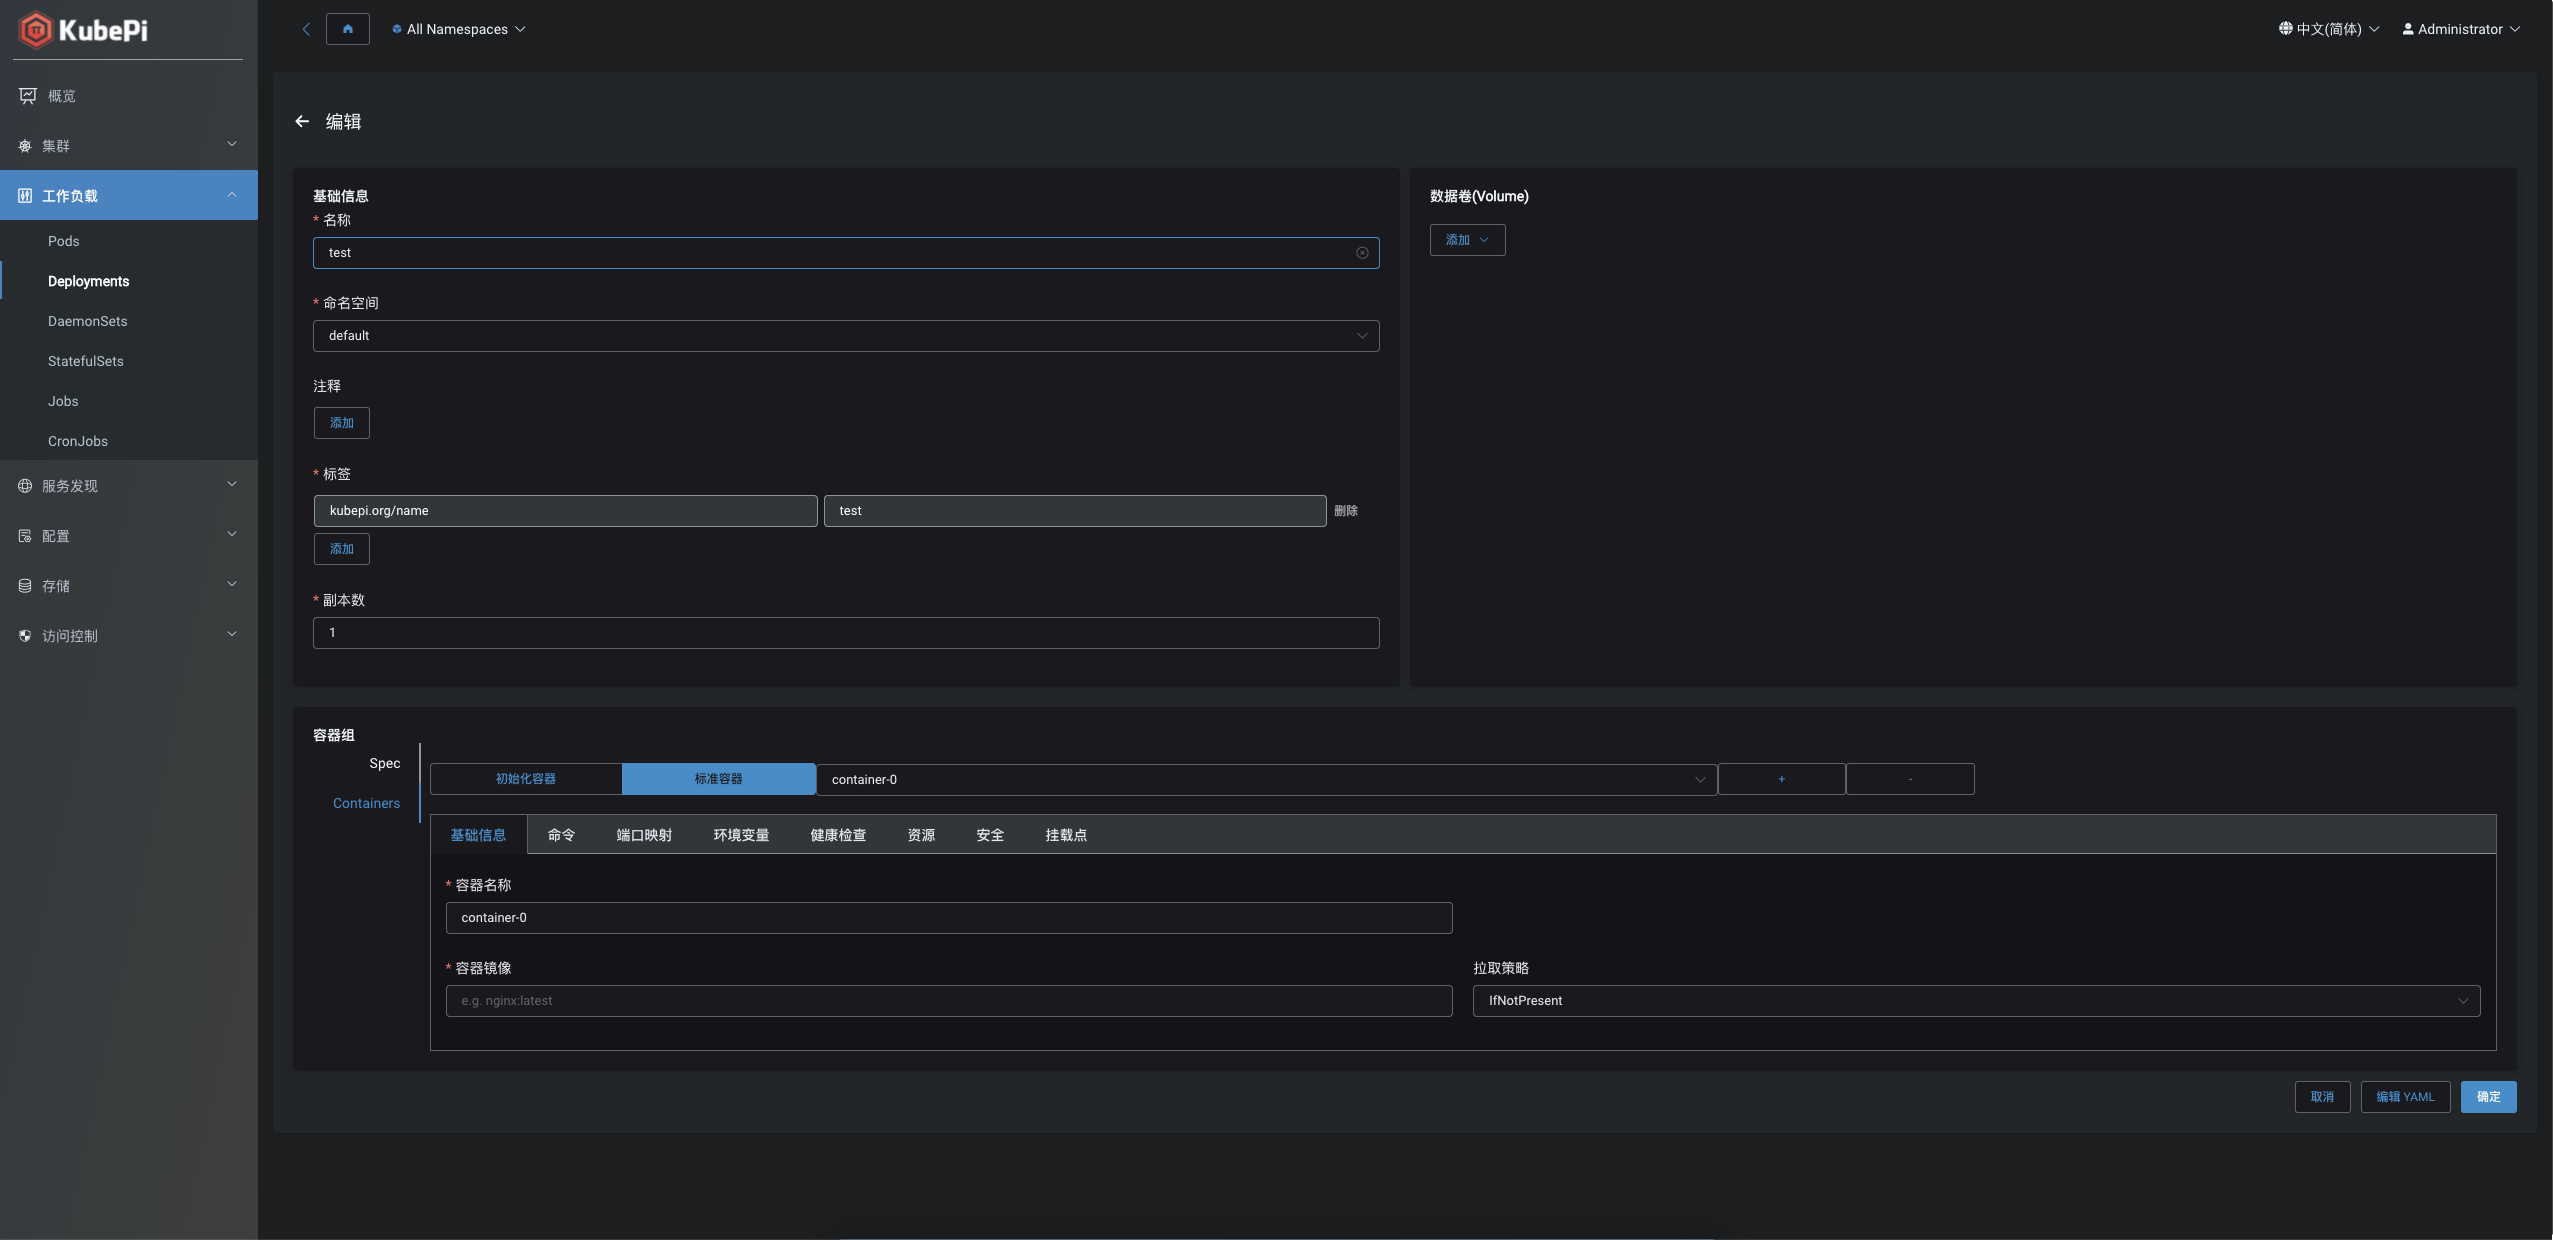 KubePi
All Namespaces
中文(简体)
Administrator
概览
集群
工作负载
Pods
Deployments
DaemonSets
StatefulSets
Jobs
CronJobs
服务发现
配置
存储
访问控制
编辑
基础信息
* 名称
test
* 命名空间
default
注释
添加
* 标签
kubepi.org/name test 删除
添加
* 副本数
1
数据卷(Volume)
添加
容器组
Spec
Containers
初始化容器 标准容器 container-0 + -
基础信息 命令 端口映射 环境变量 健康检查 资源 安全 挂载点
* 容器名称
container-0
* 容器镜像 拉取策略
e.g. nginx:latest IfNotPresent
取消 编辑 YAML 确定